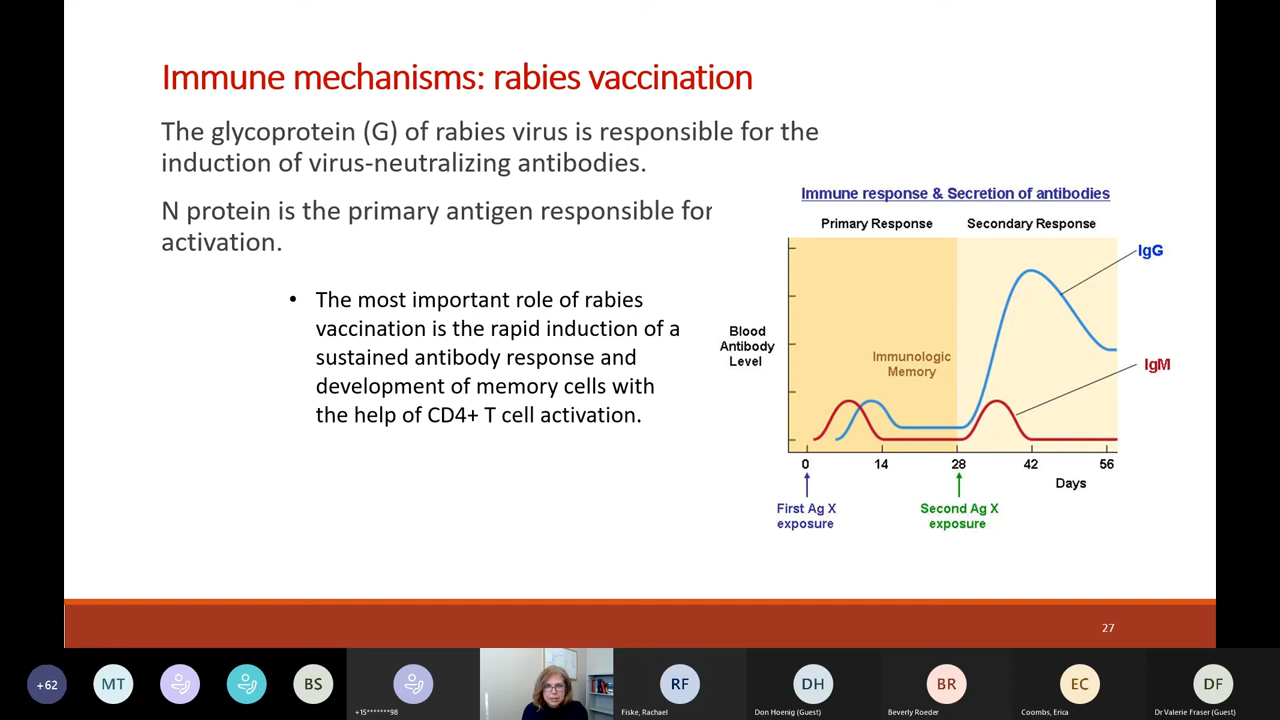 Immune mechanisms: rabies vaccination
The glycoprotein (G) of rabies virus is responsible for the
induction of virus-neutralizing antibodies.
N protein is the primary antigen responsible for
activation.
• The most important role of rabies
vaccination is the rapid induction of a
sustained antibody response and
development of memory cells with
the help of CD4+ T cell activation.
Immune response & Secretion of antibodies
Primary Response
Secondary Response
IgG
Blood
Antibody
Level
Immunologic
Memory
IgM
0 14 28 42 56
Days
First Ag X
exposure
Second Ag X
exposure
27
+62
MT
BS
+15*******98
RF
Fiske, Rachael
DH
Don Hoenig (Guest)
BR
Beverly Roeder
EC
Coombs, Erica
DF
Dr Valerie Fraser (Guest)